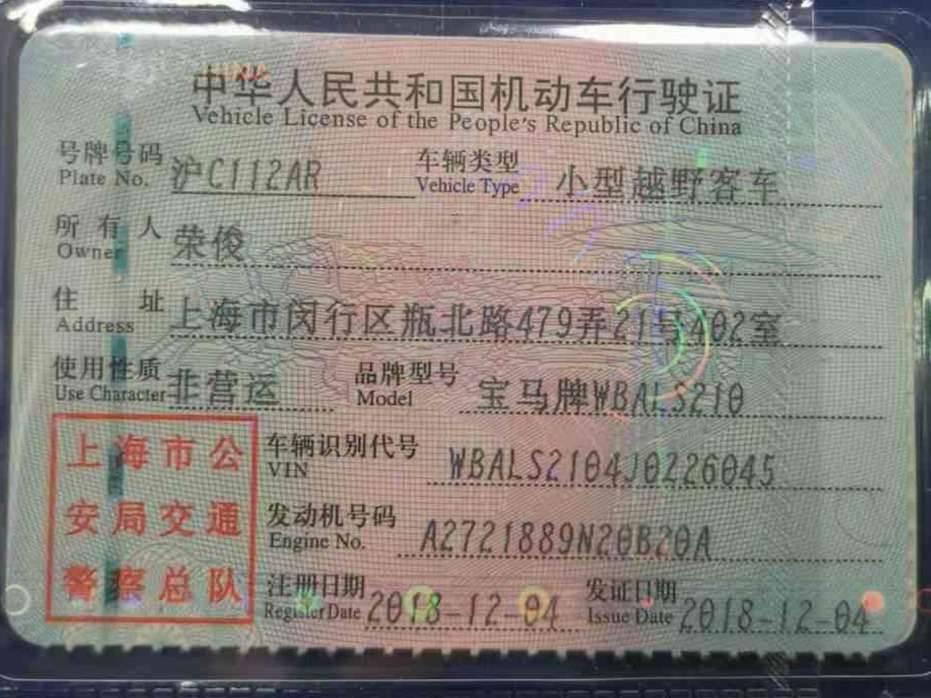 中华人民共和国机动车行驶证
Vehicle License of the People's Republic of China
号牌号码 沪C112AR 车辆类型 小型越野客车
Plate No. Vehicle Type
所有人 荣俊
Owner
住址 上海市闵行区瓶北路479弄21号402室
Address
使用性质 非营运 品牌型号 宝马牌WBALS210
Use Character Model
上海市公
安局交通
警察总队
车辆识别代号 WBALS2104J0226045
VIN
发动机号码 A2721889N20B20A
Engine No.
注册日期 2018-12-04 发证日期 2018-12-04
Register Date Issue Date